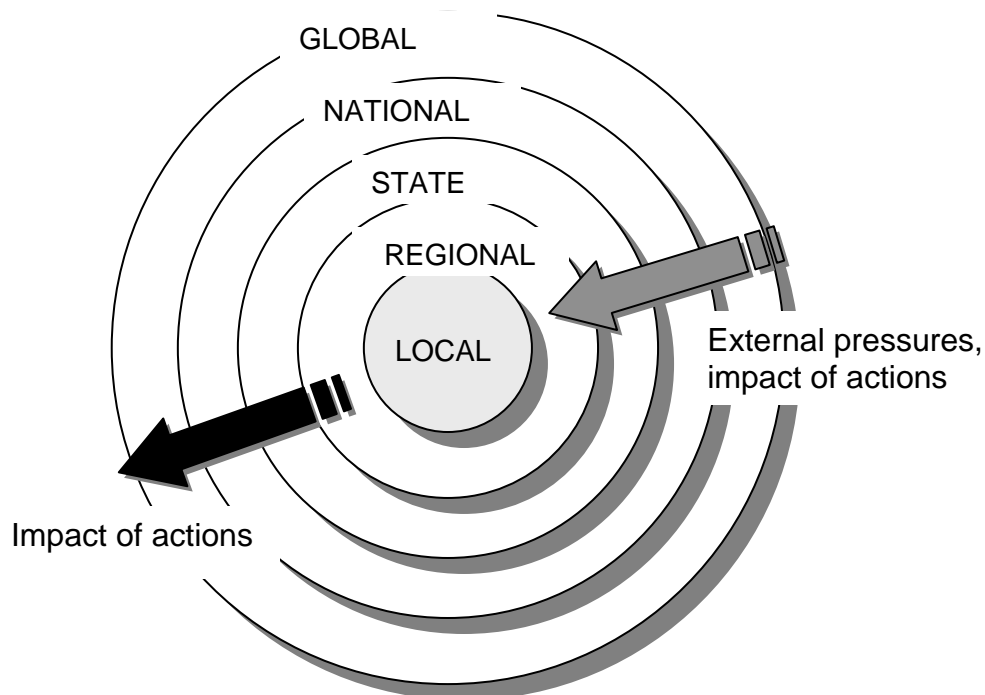 GLOBAL
NATIONAL
STATE
REGIONAL
LOCAL
External pressures,
impact of actions
Impact of actions